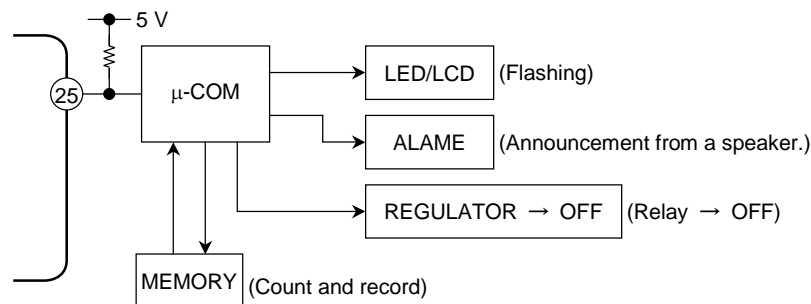 5 V
25
μ-COM
LED/LCD (Flashing)
ALAME (Announcement from a speaker.)
REGULATOR → OFF (Relay → OFF)
MEMORY (Count and record)